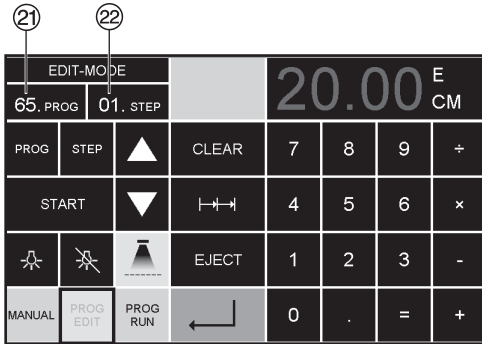 21 22
EDIT-MODE
65. PROG 01. STEP
20.00 E
CM
PROG STEP CLEAR 7 8 9 ÷
START 4 5 6 ×
EJECT 1 2 3 -
MANUAL PROG EDIT PROG RUN 0 . = +